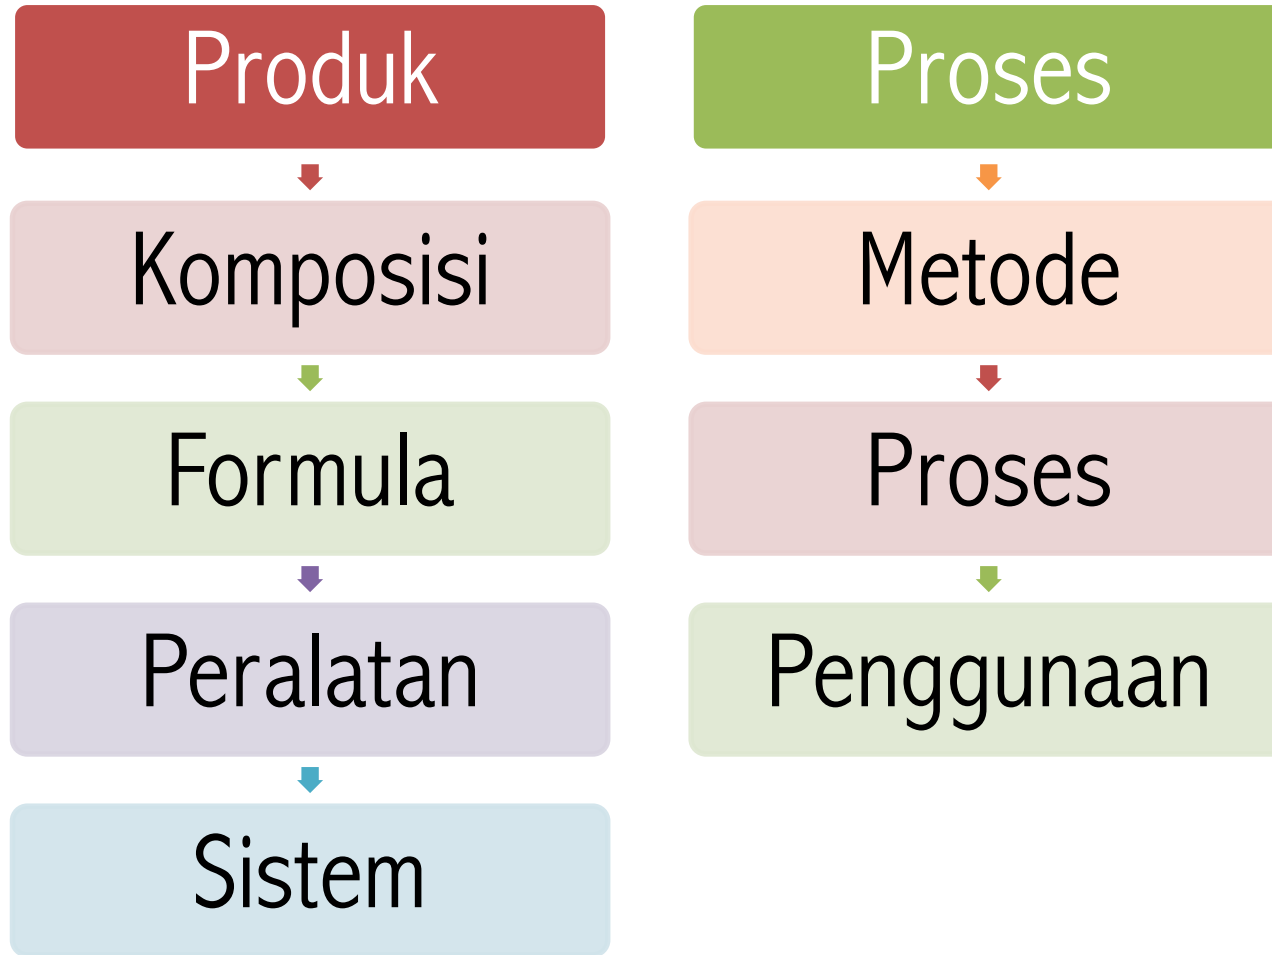 Produk
Komposisi
Formula
Peralatan
Sistem
Proses
Metode
Proses
Penggunaan